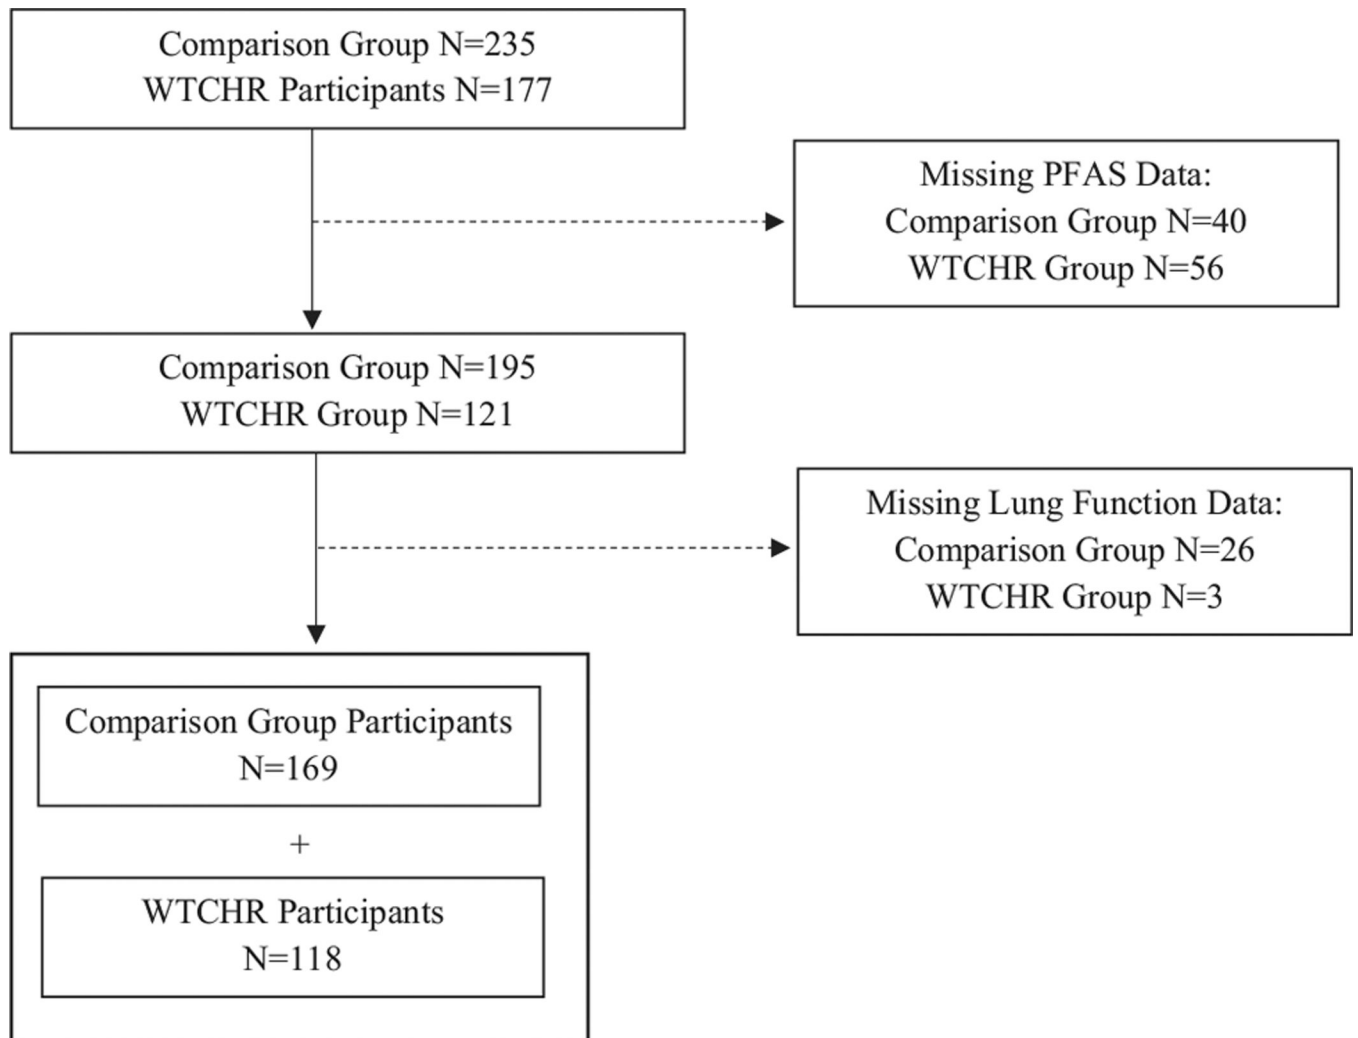 Comparison Group N=235
WTCHR Participants N=177
Missing PFAS Data:
Comparison Group N=40
WTCHR Group N=56
Comparison Group N=195
WTCHR Group N=121
Missing Lung Function Data:
Comparison Group N=26
WTCHR Group N=3
Comparison Group Participants
N=169
+
WTCHR Participants
N=118